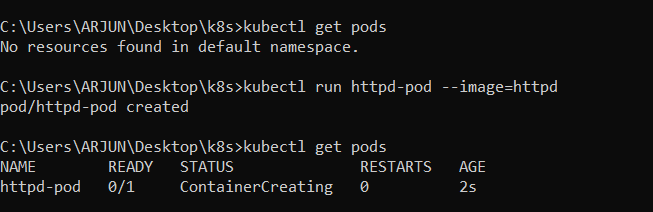 C:\Users\ARJUN\Desktop\k8s>kubectl get pods
No resources found in default namespace.
C:\Users\ARJUN\Desktop\k8s>kubectl run httpd-pod --image=httpd
pod/httpd-pod created
C:\Users\ARJUN\Desktop\k8s>kubectl get pods
NAME READY STATUS RESTARTS AGE
httpd-pod 0/1 ContainerCreating 0 2s